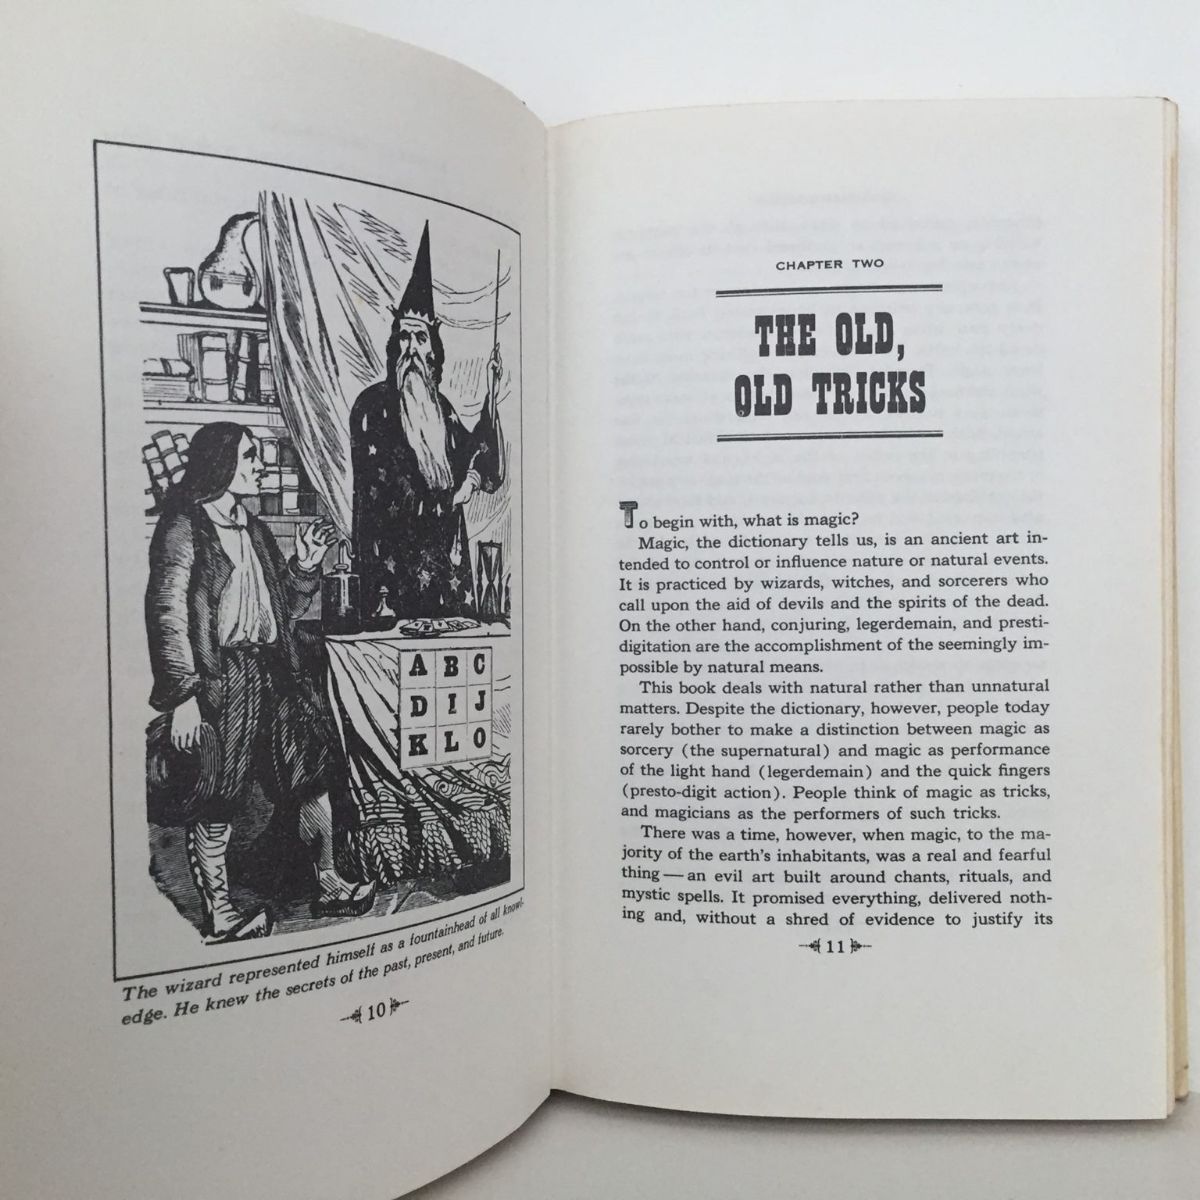 A B C
D I J
K L O
The wizard represented himself as a fountainhead of all knowl-
edge. He knew the secrets of the past, present, and future.
10
CHAPTER TWO
THE OLD,
OLD TRICKS
To begin with, what is magic?
Magic, the dictionary tells us, is an ancient art in-
tended to control or influence nature or natural events.
It is practiced by wizards, witches, and sorcerers who
call upon the aid of devils and the spirits of the dead.
On the other hand, conjuring, legerdemain, and presti-
digitation are the accomplishment of the seemingly im-
possible by natural means.
This book deals with natural rather than unnatural
matters. Despite the dictionary, however, people today
rarely bother to make a distinction between magic as
sorcery (the supernatural) and magic as performance
of the light hand (legerdemain) and the quick fingers
(presto-digit action). People think of magic as tricks,
and magicians as the performers of such tricks.
There was a time, however, when magic, to the ma-
jority of the earth's inhabitants, was a real and fearful
thing — an evil art built around chants, rituals, and
mystic spells. It promised everything, delivered noth-
ing and, without a shred of evidence to justify its
11